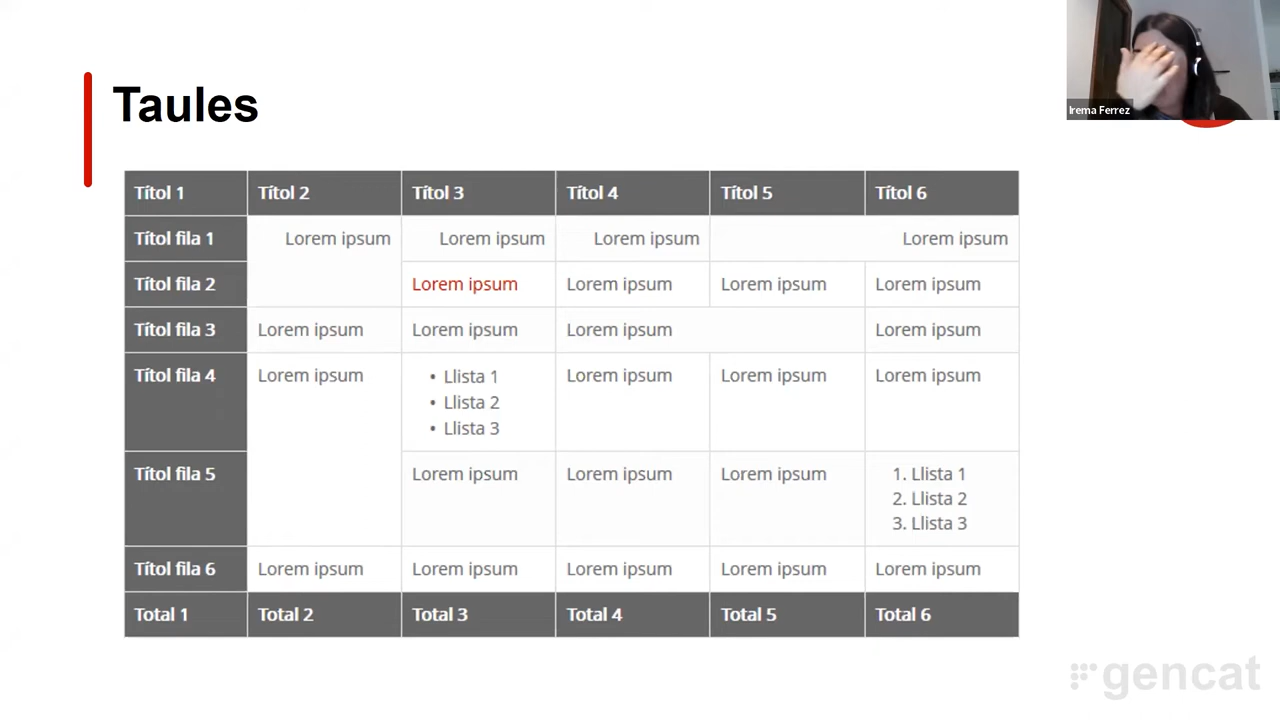 Taules
Irema Ferrez
Títol 1 Títol 2 Títol 3 Títol 4 Títol 5 Títol 6
Títol fila 1 Lorem ipsum Lorem ipsum Lorem ipsum Lorem ipsum
Títol fila 2 Lorem ipsum Lorem ipsum Lorem ipsum Lorem ipsum
Títol fila 3 Lorem ipsum Lorem ipsum Lorem ipsum Lorem ipsum
Títol fila 4 Lorem ipsum • Llista 1 Lorem ipsum Lorem ipsum Lorem ipsum
• Llista 2
• Llista 3
Títol fila 5 Lorem ipsum Lorem ipsum Lorem ipsum 1. Llista 1
2. Llista 2
3. Llista 3
Títol fila 6 Lorem ipsum Lorem ipsum Lorem ipsum Lorem ipsum Lorem ipsum
Total 1 Total 2 Total 3 Total 4 Total 5 Total 6
gencat